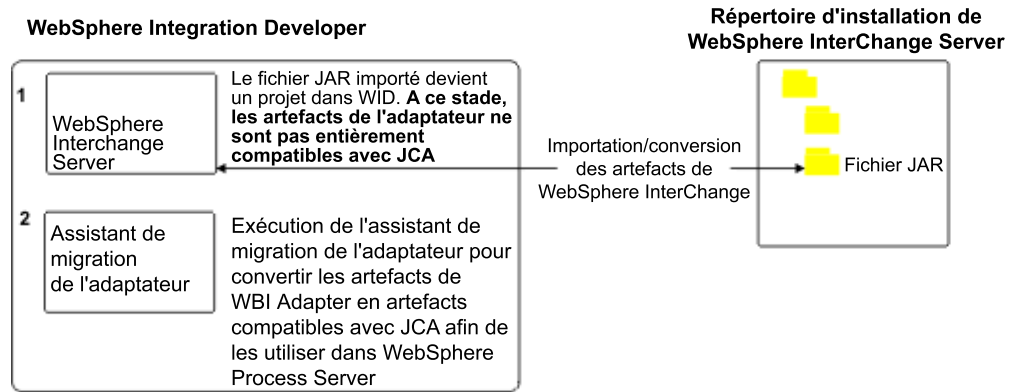 WebSphere Integration Developer
Répertoire d'installation de
WebSphere InterChange Server
1
WebSphere
Interchange
Server
Le fichier JAR importé devient
un projet dans WID. A ce stade,
les artefacts de l'adaptateur ne
sont pas entièrement
compatibles avec JCA
Importation/conversion
des artefacts de
WebSphere InterChange
Fichier JAR
2
Assistant de
migration
de l'adaptateur
Exécution de l'assistant de
migration de l'adaptateur pour
convertir les artefacts de
WBI Adapter en artefacts
compatibles avec JCA afin de
les utiliser dans WebSphere
Process Server